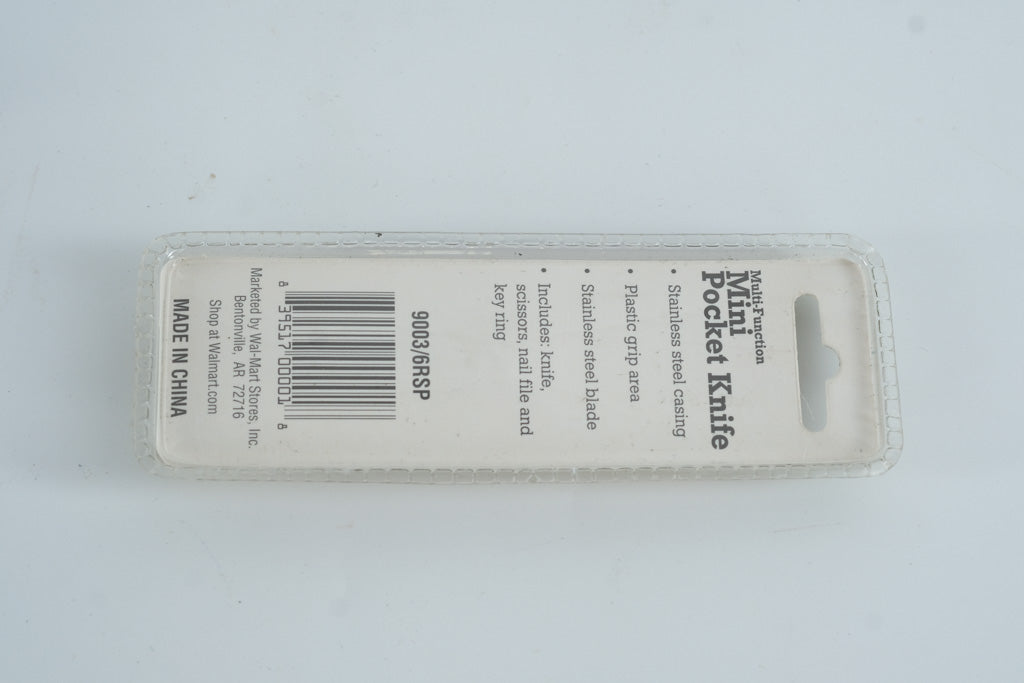 Multi-Function
Mini
Pocket Knife
• Stainless steel casing
• Plastic grip area
• Stainless steel blade
• Includes: knife,
scissors, nail file and
key ring
9003/6RSP
8 39517 00001 8
Marketed by Wal-Mart Stores, Inc.
Bentonville, AR 72716
Shop at Walmart.com
MADE IN CHINA